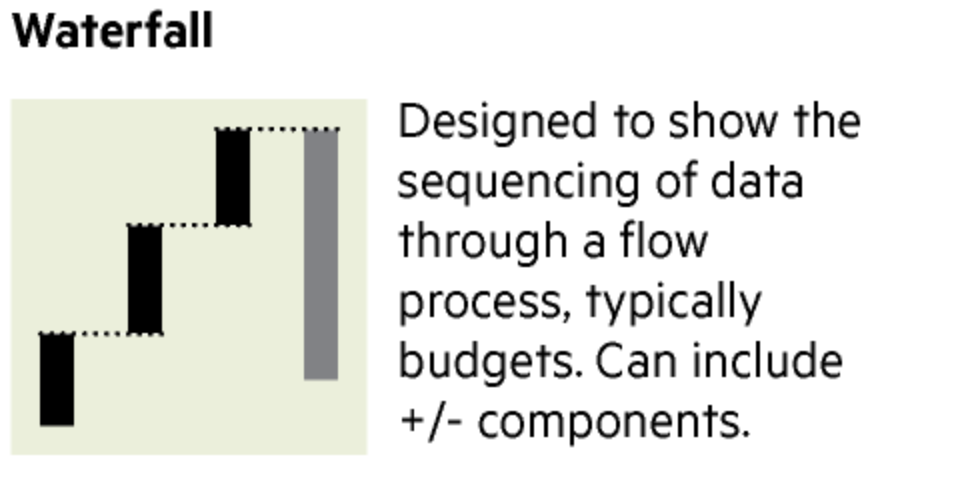 Waterfall
Designed to show the
sequencing of data
through a flow
process, typically
budgets. Can include
+/- components.